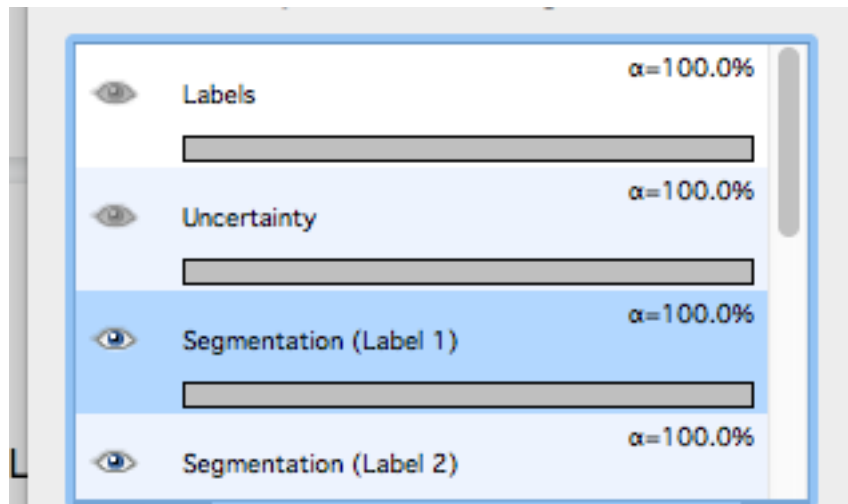 α=100.0%
Labels
α=100.0%
Uncertainty
α=100.0%
Segmentation (Label 1)
α=100.0%
Segmentation (Label 2)
L